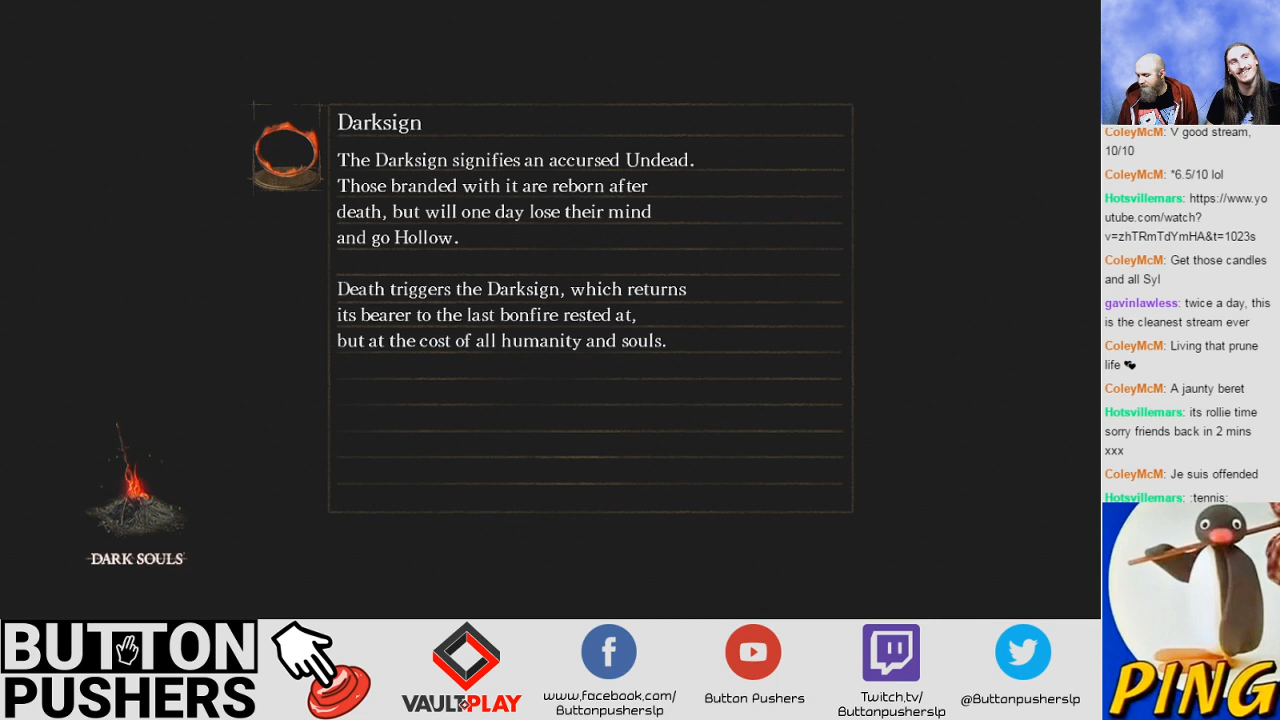 Darksign
The Darksign signifies an accursed Undead.
Those branded with it are reborn after
death, but will one day lose their mind
and go Hollow.
Death triggers the Darksign, which returns
its bearer to the last bonfire rested at,
but at the cost of all humanity and souls.
DARK SOULS
ColeyMcM: V good stream,
10/10
ColeyMcM: *6.5/10 lol
Hotsvillemars: https://www.yo
utube.com/watch?
v=zhTRmTdYmHA&t=1023s
ColeyMcM: Get those candles
and all Syl
gavinlawless: twice a day, this
is the cleanest stream ever
ColeyMcM: Living that prune
life
ColeyMcM: A jaunty beret
Hotsvillemars: its rollie time
sorry friends back in 2 mins
xxx
ColeyMcM: Je suis offended
Hotsvillemars: :tennis:
PING
BUTTON
PUSHERS
VAULTPLAY
www.facebook.com/
Buttonpusherslp
Button Pushers
Twitch.tv/
Buttonpusherslp
@Buttonpusherslp